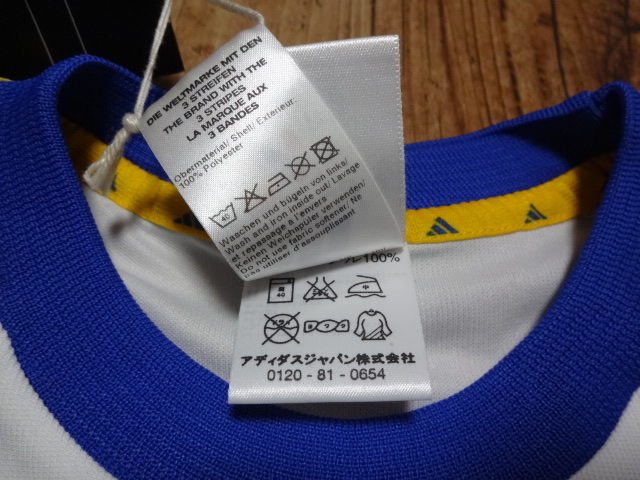 DIE WELTMARKE MIT DEN
3 STREIFEN
THE BRAND WITH THE
3 STRIPES
LA MARQUE AUX
3 BANDES
Obermaterial/ Shell/ Exterieur:
100% Polyester
40
Waschen und bügeln von links/
Wash and iron inside out/ Lavage
et repassage a l'envers
Keinen Weichspüler verwenden/
Do not use fabric softener/ Ne
pas utiliser d'assouplissant
100%
40
中
アディダスジャパン株式会社
0120 - 81 - 0654